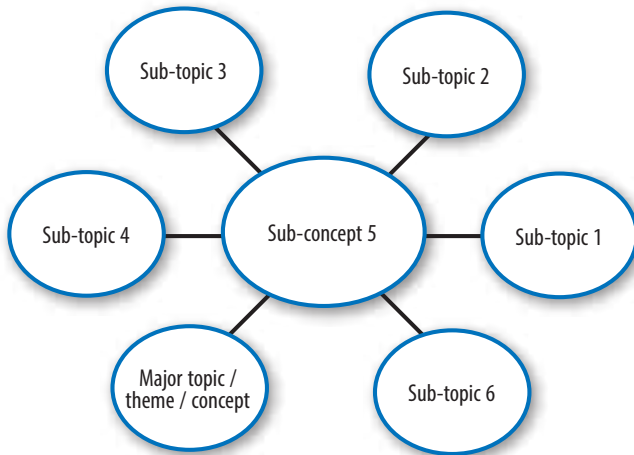 Sub-topic 3
Sub-topic 2
Sub-topic 4
Sub-concept 5
Sub-topic 1
Major topic /
theme / concept
Sub-topic 6